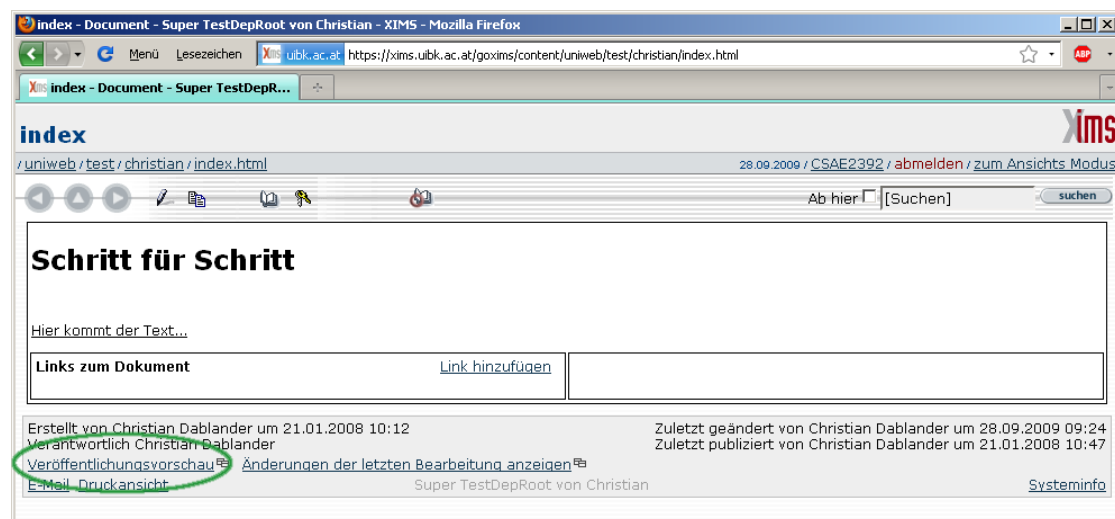 index - Document - Super TestDepRoot von Christian - XIMS - Mozilla Firefox
Menü Lesezeichen Xims uibk.ac.at https://xims.uibk.ac.at/goxims/content/uniweb/test/christian/index.html ABP
Xims index - Document - Super TestDepR...
index Xims
/ uniweb / test / christian / index.html 28.09.2009 / CSAE2392 / abmelden / zum Ansichts Modus
Ab hier [Suchen] suchen
Schritt für Schritt
Hier kommt der Text...
Links zum Dokument Link hinzufügen
Erstellt von Christian Dablander um 21.01.2008 10:12 Zuletzt geändert von Christian Dablander um 28.09.2009 09:24
Verantwortlich Christian Dablander Zuletzt publiziert von Christian Dablander um 21.01.2008 10:47
Veröffentlichungsvorschau Änderungen der letzten Bearbeitung anzeigen
E-Mail Druckansicht Super TestDepRoot von Christian Systeminfo